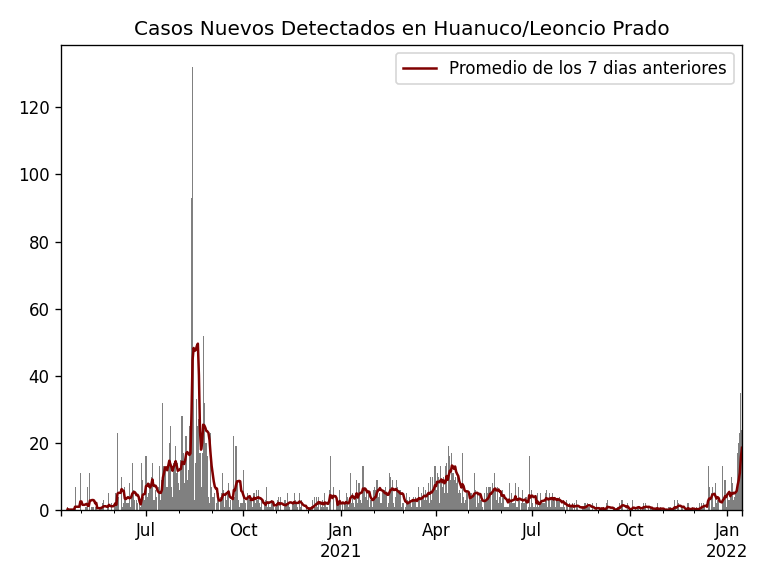 Casos Nuevos Detectados en Huanuco/Leoncio Prado
Promedio de los 7 dias anteriores
120
100
80
60
40
20
0
Jul Oct Jan Apr Jul Oct Jan
2021 2022